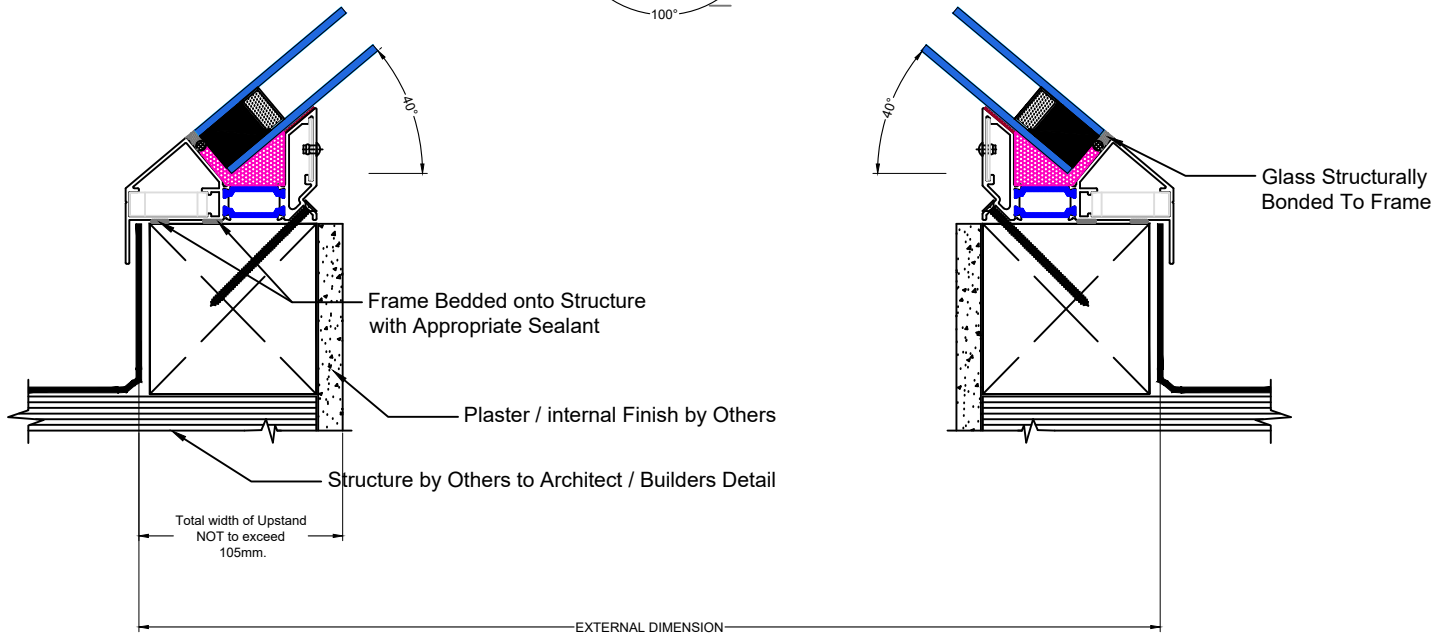 100°
40°
40°
Glass Structurally
Bonded To Frame
Frame Bedded onto Structure
with Appropriate Sealant
Plaster / internal Finish by Others
Structure by Others to Architect / Builders Detail
Total width of Upstand
NOT to exceed
105mm.
EXTERNAL DIMENSION